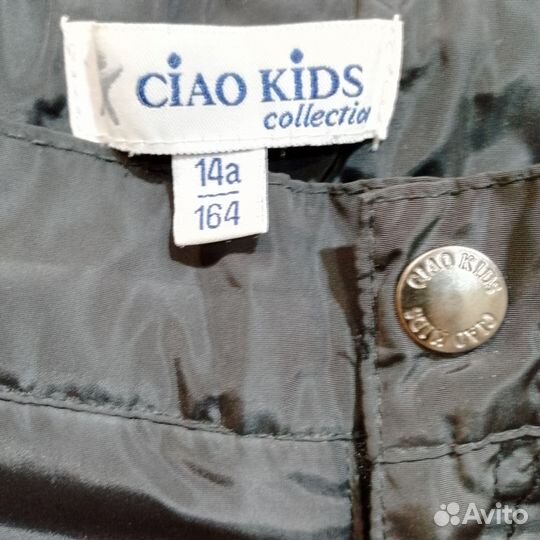 CiAO KiDS
collectio
14a
164
CIAO KIDS
CIAO KIDS
Avito